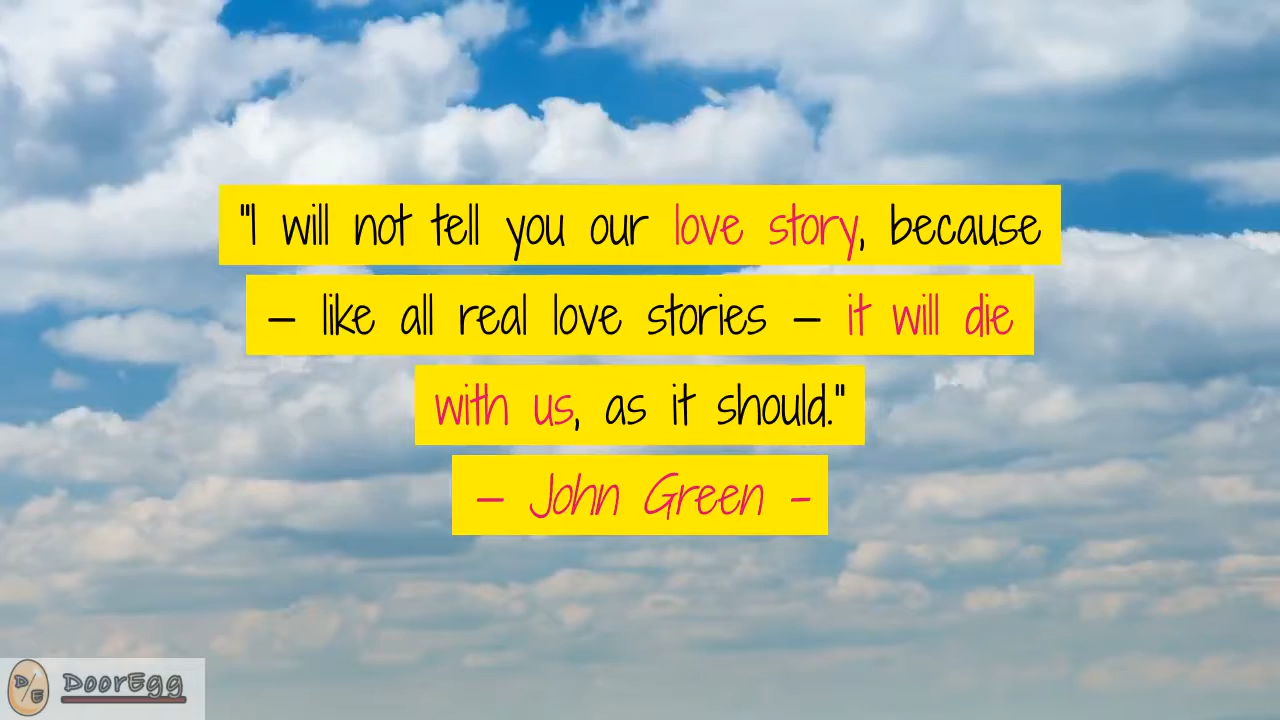 "I will not tell you our love story, because
– like all real love stories – it will die
with us, as it should."
– John Green –
D/E DoorEgg